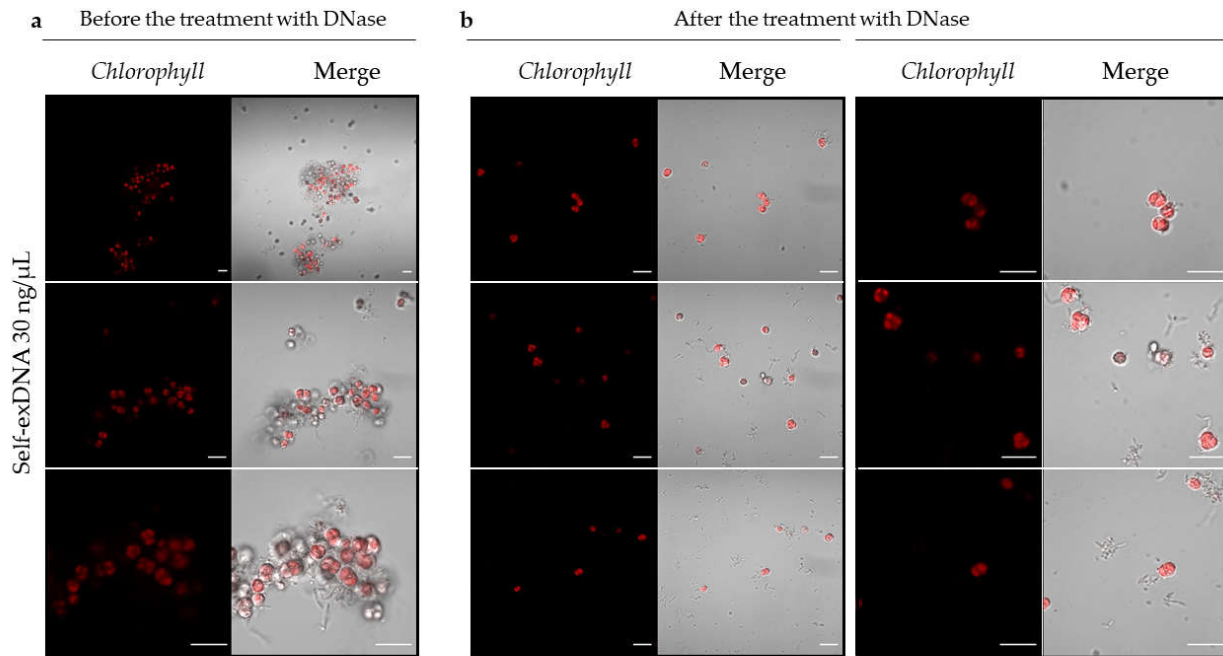 a Before the treatment with DNase
b After the treatment with DNase
Chlorophyll Merge Chlorophyll Merge Chlorophyll Merge
Self-exDNA 30 ng/µL